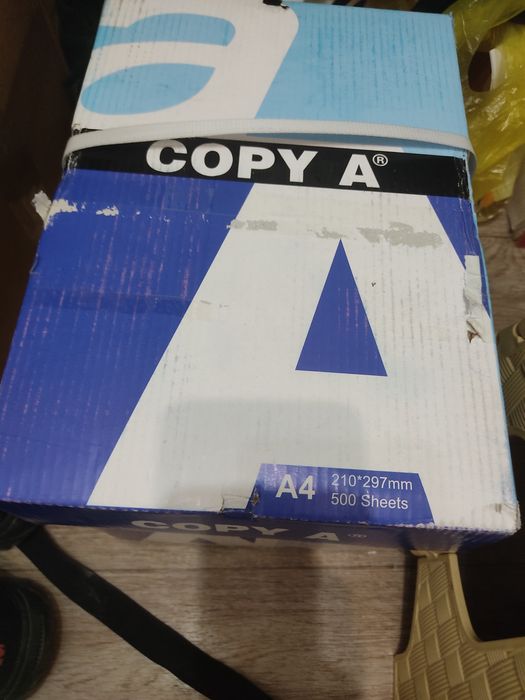 a
COPY A®
A
A4 210*297mm
500 Sheets
COPY A